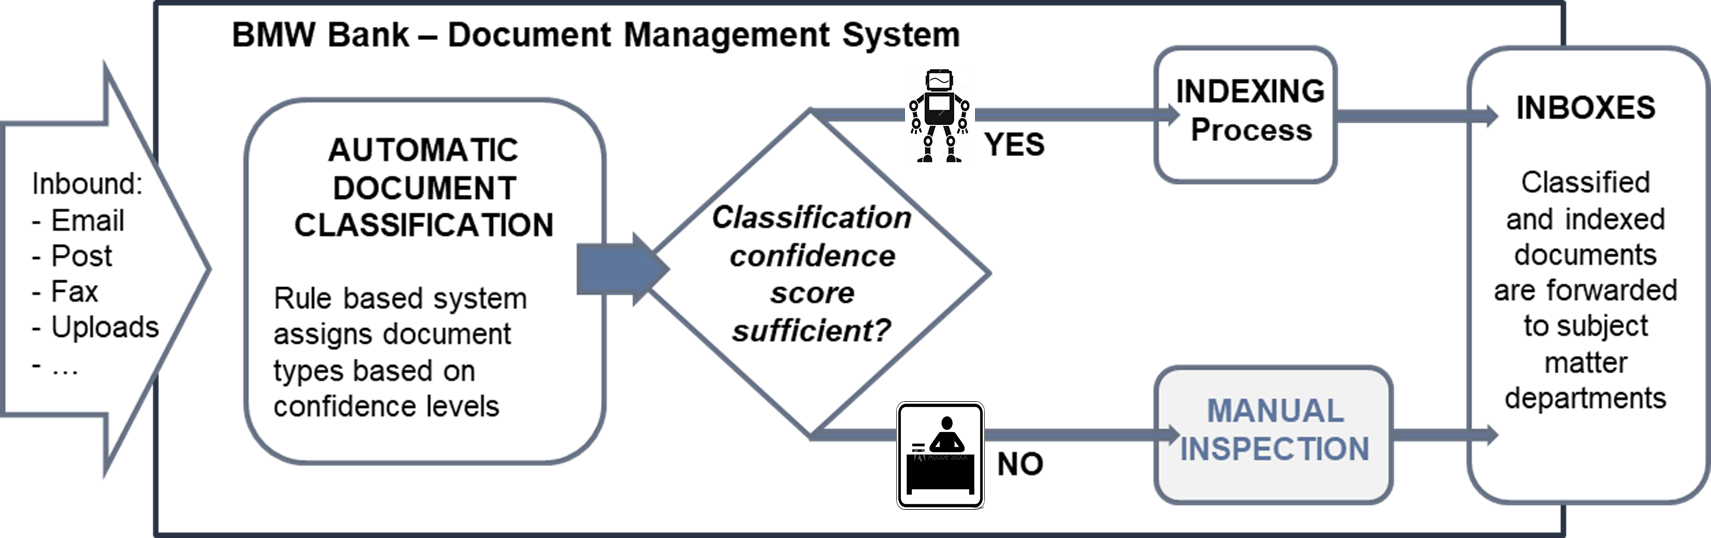 BMW Bank – Document Management System
Inbound:
- Email
- Post
- Fax
- Uploads
- ...
AUTOMATIC
DOCUMENT
CLASSIFICATION
Rule based system
assigns document
types based on
confidence levels
Classification
confidence
score
sufficient?
YES
INDEXING
Process
NO
MANUAL
INSPECTION
INBOXES
Classified
and indexed
documents
are forwarded
to subject
matter
departments